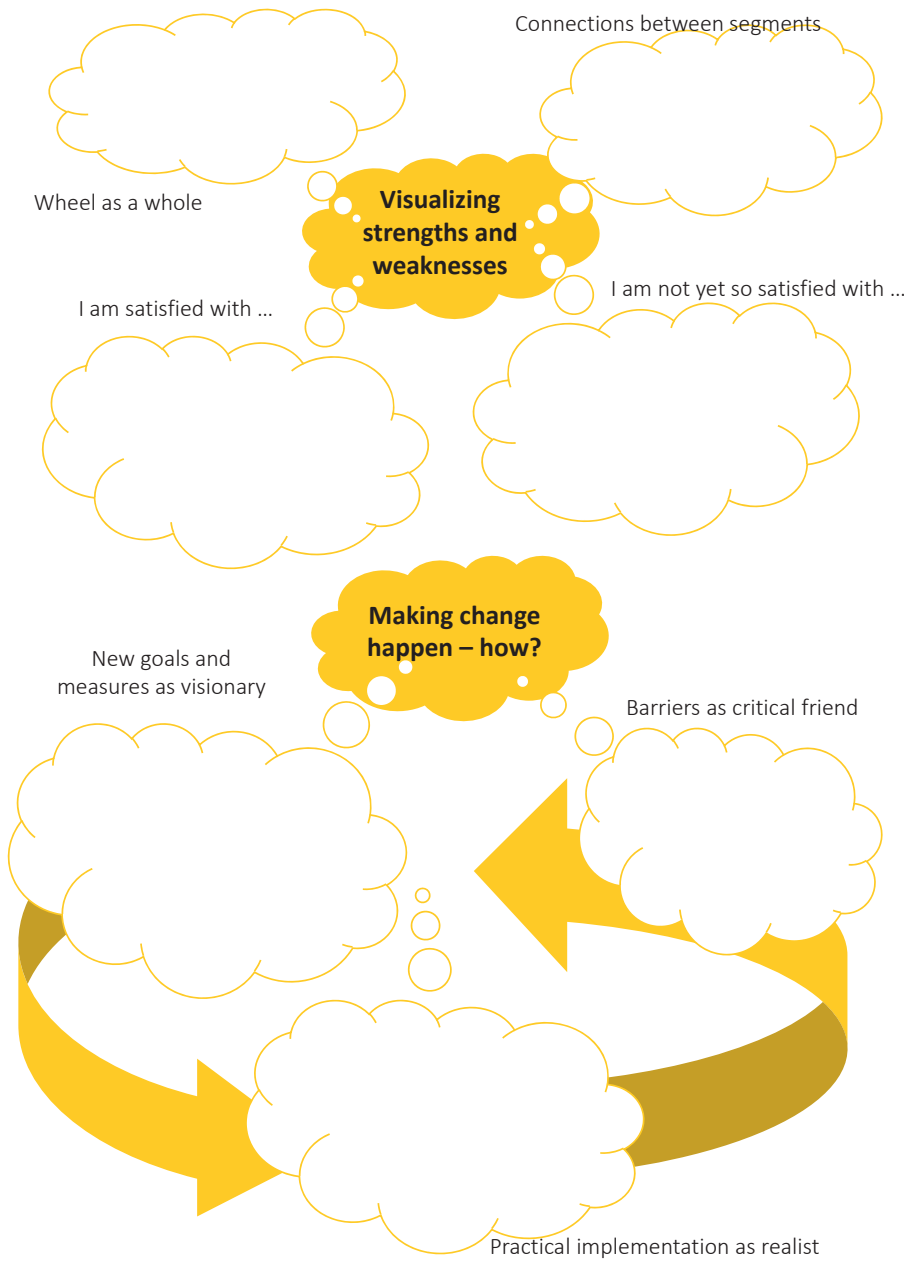 Connections between segments
Wheel as a whole
Visualizing
strengths and
weaknesses
I am satisfied with ...
I am not yet so satisfied with ...
Making change
happen – how?
New goals and
measures as visionary
Barriers as critical friend
Practical implementation as realist